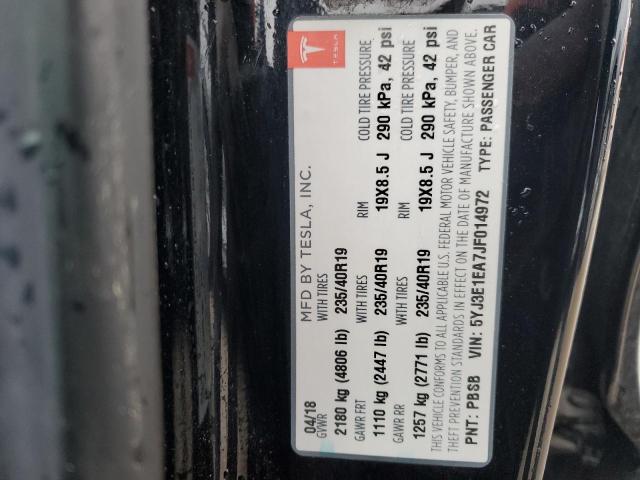 TESLA
04/18 MFD BY TESLA, INC.
GVWR WITH TIRES RIM COLD TIRE PRESSURE
2180 kg (4806 lb) 235/40R19 19X8.5 J 290 kPa, 42 psi
GAWR FRT WITH TIRES RIM COLD TIRE PRESSURE
1110 kg (2447 lb) 235/40R19 19X8.5 J 290 kPa, 42 psi
GAWR RR WITH TIRES
1257 kg (2771 lb) 235/40R19
THIS VEHICLE CONFORMS TO ALL APPLICABLE U.S. FEDERAL MOTOR VEHICLE SAFETY, BUMPER, AND
THEFT PREVENTION STANDARDS IN EFFECT ON THE DATE OF MANUFACTURE SHOWN ABOVE.
PNT: PBSB VIN: 5YJ3E1EA7JF014972 TYPE: PASSENGER CAR